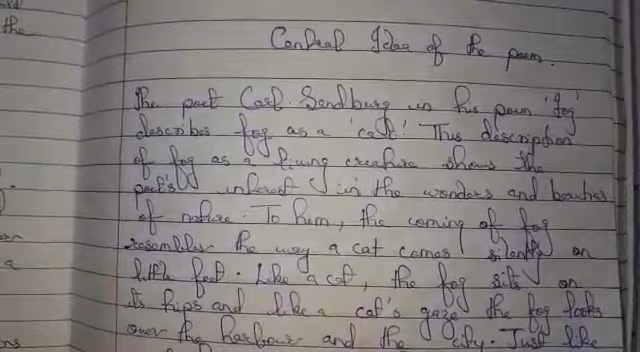 the
Central Idea of the poem.
The poet Carl Sandburg in his poem 'fog'
describes fog as a 'cat'. This description
of fog as a living creature shows the
poet's interest in the wonders and beauties
of nature. To him, the coming of fog
resembles the way a cat comes silently on
little feet. Like a cat, the fog sits on
its hips and like a cat's gaze the fog looks
over the harbour and the city. Just like
a